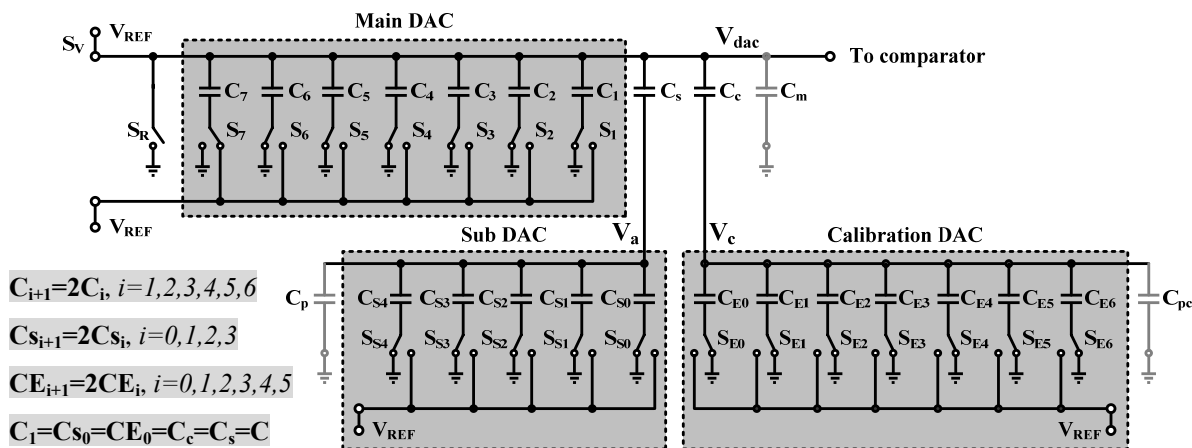 Main DAC
V_REF
S_V
V_dac
To comparator
C_7 C_6 C_5 C_4 C_3 C_2 C_1 C_s C_c C_m
S_R S_7 S_6 S_5 S_4 S_3 S_2 S_1
V_REF
Sub DAC V_a V_c Calibration DAC
C_p C_S4 C_S3 C_S2 C_S1 C_S0 C_E0 C_E1 C_E2 C_E3 C_E4 C_E5 C_E6 C_pc
S_S4 S_S3 S_S2 S_S1 S_S0 S_E0 S_E1 S_E2 S_E3 S_E4 S_E5 S_E6
V_REF V_REF
C_i+1=2C_i, i=1,2,3,4,5,6
Cs_i+1=2Cs_i, i=0,1,2,3
CE_i+1=2CE_i, i=0,1,2,3,4,5
C_1=Cs_0=CE_0=C_c=C_s=C